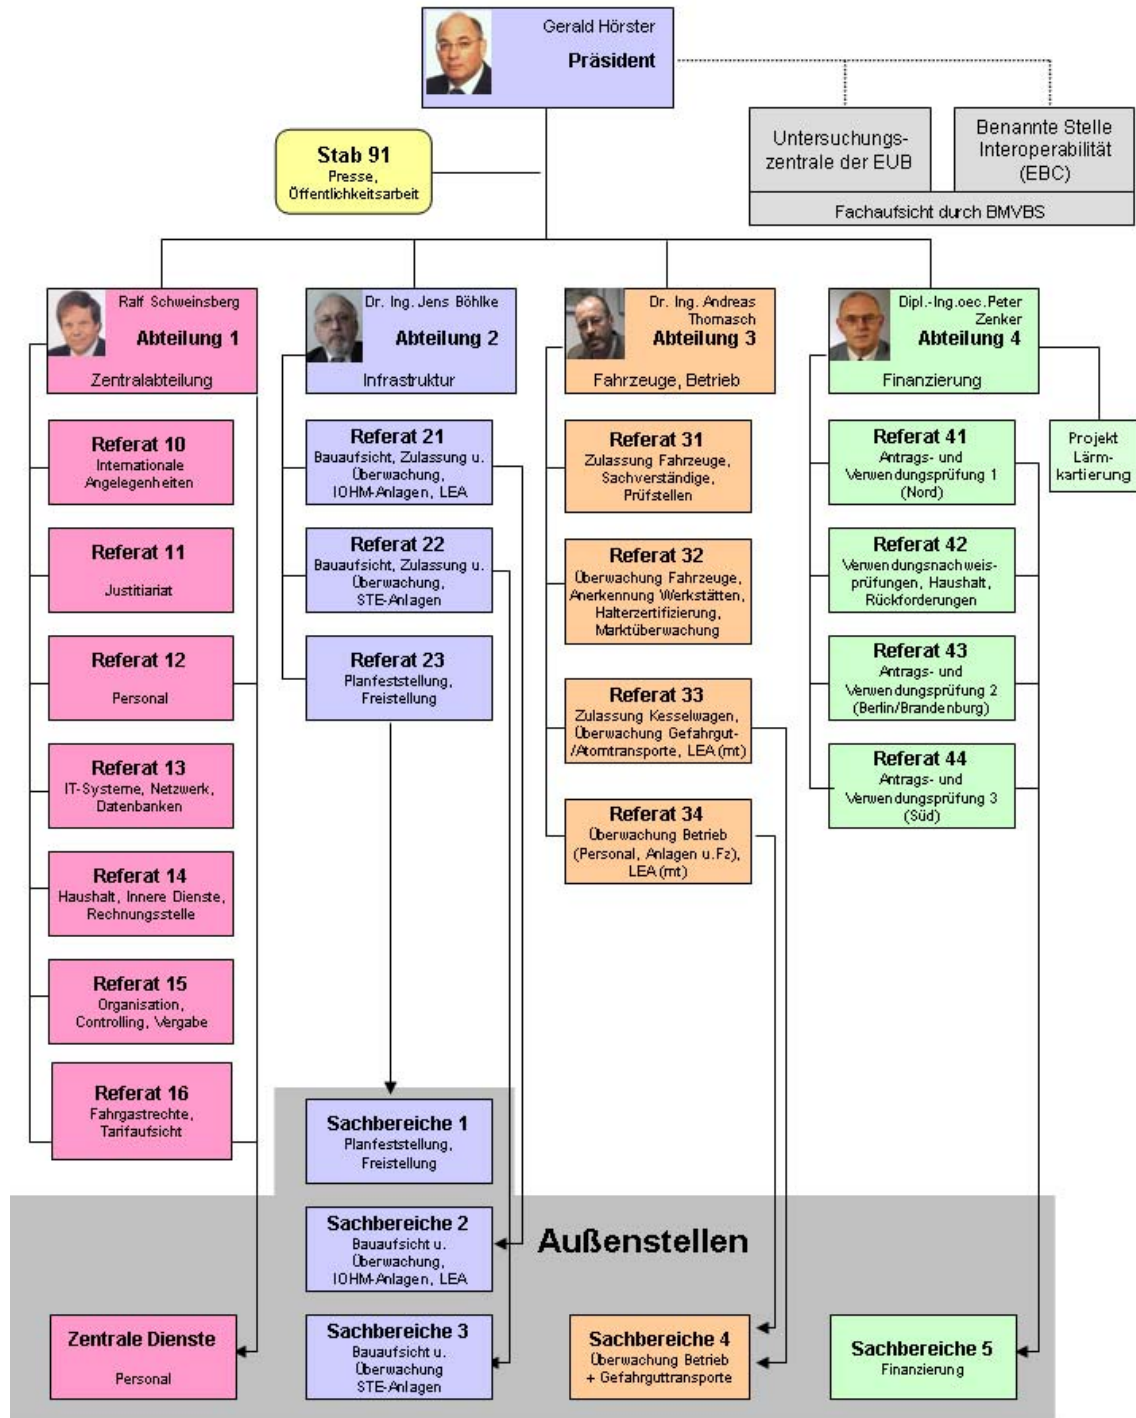 Gerald Hörster
Präsident
Stab 91
Presse,
Öffentlichkeitsarbeit
Untersuchungs-
zentrale der EUB
Benannte Stelle
Interoperabilität
(EBC)
Fachaufsicht durch BMVBS
Ralf Schweinsberg
Abteilung 1
Zentralabteilung
Dr. Ing. Jens Böhlke
Abteilung 2
Infrastruktur
Dr. Ing. Andreas
Thomasch
Abteilung 3
Fahrzeuge, Betrieb
Dipl.-Ing.oec.Peter
Zenker
Abteilung 4
Finanzierung
Referat 10
Internationale
Angelegenheiten
Referat 11
Justitiariat
Referat 12
Personal
Referat 13
IT-Systeme, Netzwerk,
Datenbanken
Referat 14
Haushalt, Innere Dienste,
Rechnungsstelle
Referat 15
Organisation,
Controlling, Vergabe
Referat 16
Fahrgastrechte,
Tarifaufsicht
Referat 21
Bauaufsicht, Zulassung u.
Überwachung,
IOHM-Anlagen, LEA
Referat 22
Bauaufsicht, Zulassung u.
Überwachung,
STE-Anlagen
Referat 23
Planfeststellung,
Freistellung
Referat 31
Zulassung Fahrzeuge,
Sachverständige,
Prüfstellen
Referat 32
Überwachung Fahrzeuge,
Anerkennung Werkstätten,
Halterzertifizierung,
Marktüberwachung
Referat 33
Zulassung Kesselwagen,
Überwachung Gefahrgut-
/Atomtransporte, LEA (mt)
Referat 34
Überwachung Betrieb
(Personal, Anlagen u.Fz),
LEA (mt)
Referat 41
Antrags- und
Verwendungsprüfung 1
(Nord)
Referat 42
Verwendungsnachweis-
prüfungen, Haushalt,
Rückforderungen
Referat 43
Antrags- und
Verwendungsprüfung 2
(Berlin/Brandenburg)
Referat 44
Antrags- und
Verwendungsprüfung 3
(Süd)
Projekt
Lärm-
kartierung
Außenstellen
Zentrale Dienste
Personal
Sachbereiche 1
Planfeststellung,
Freistellung
Sachbereiche 2
Bauaufsicht u.
Überwachung,
IOHM-Anlagen, LEA
Sachbereiche 3
Bauaufsicht u.
Überwachung
STE-Anlagen
Sachbereiche 4
Überwachung Betrieb
+ Gefahrguttransporte
Sachbereiche 5
Finanzierung